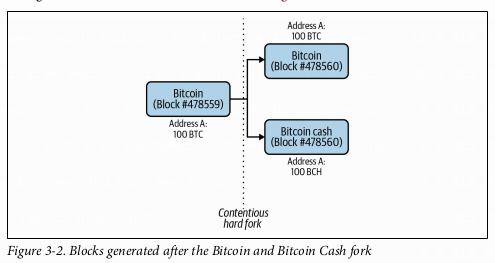 Address A:
100 BTC
Bitcoin
(Block #478560)
Bitcoin
(Block #478559)
Address A:
100 BTC
Bitcoin cash
(Block #478560)
Address A:
100 BCH
Contentious
hard fork
Figure 3-2. Blocks generated after the Bitcoin and Bitcoin Cash fork